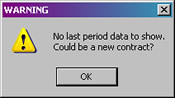 WARNING
No last period data to show.
Could be a new contract?
OK